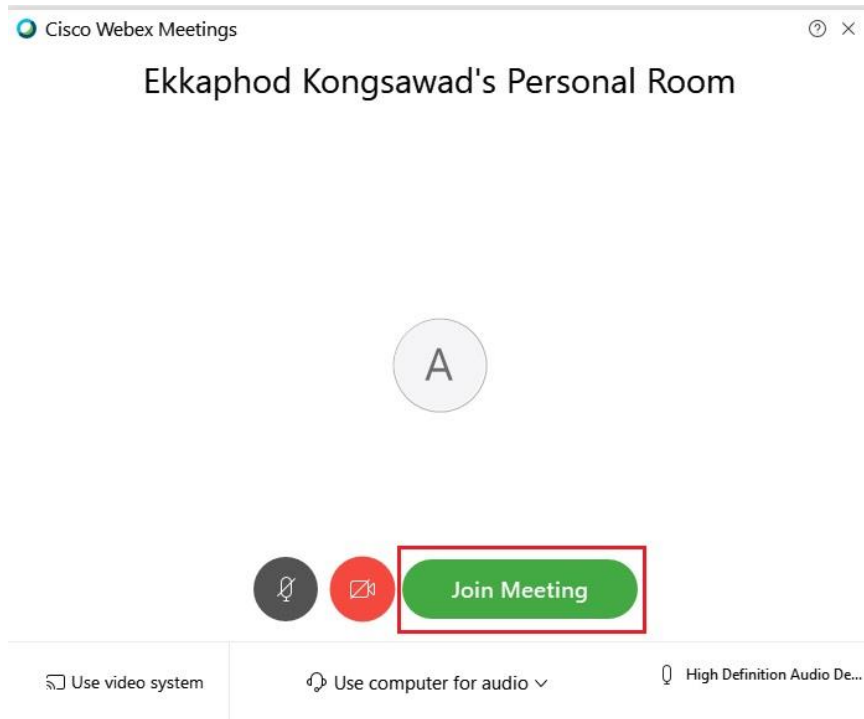 Cisco Webex Meetings
Ekkaphod Kongsawad's Personal Room
A
Join Meeting
Use video system
Use computer for audio
High Definition Audio De...